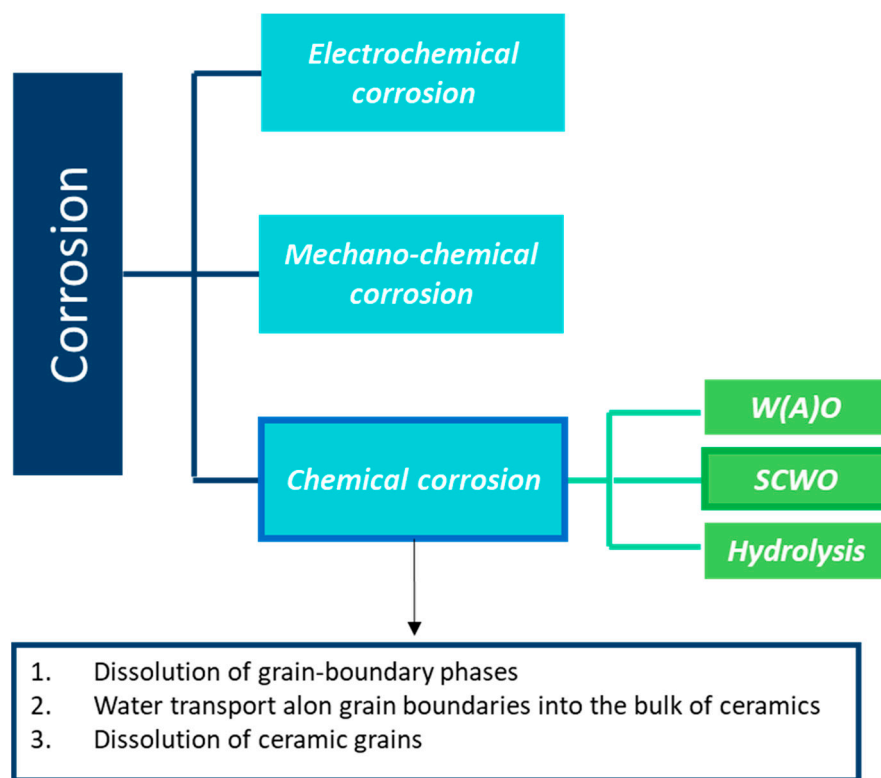 Corrosion
Electrochemical
corrosion
Mechano-chemical
corrosion
Chemical corrosion
W(A)O
SCWO
Hydrolysis
1. Dissolution of grain-boundary phases
2. Water transport alon grain boundaries into the bulk of ceramics
3. Dissolution of ceramic grains